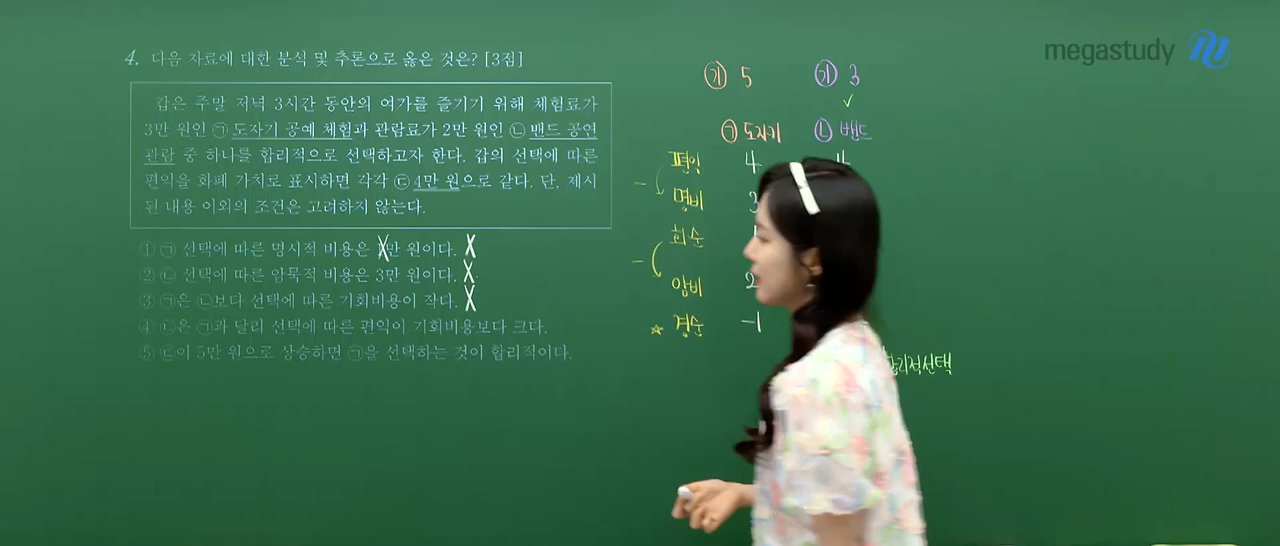 megastudy
4. 다음 자료에 대한 분석 및 추론으로 옳은 것은? [3점]
갑은 주말 저녁 3시간 동안의 여가를 즐기기 위해 체험료가
3만 원인 ㉠ 도자기 공예 체험과 관람료가 2만 원인 ㉡ 밴드 공연
관람 중 하나를 합리적으로 선택하고자 한다. 갑의 선택에 따른
편익을 화폐 가치로 표시하면 각각 ㉢ 4만 원으로 같다. 단, 제시
된 내용 이외의 조건은 고려하지 않는다.
① ㉠ 선택에 따른 명시적 비용은 만 원이다. X
② ㉡ 선택에 따른 암묵적 비용은 3만 원이다. X
③ ㉠은 ㉡보다 선택에 따른 기회비용이 작다. X
④ ㉡은 ㉠과 달리 선택에 따른 편익이 기회비용보다 크다.
⑤ ㉢이 5만 원으로 상승하면 ㉠을 선택하는 것이 합리적이다.
기 5 기 3
✓
㉠ 도자기 ㉡ 밴드
편익 4 4
- 명비 3
회순
- 암비 2
☆ 경순 -1
합리적선택